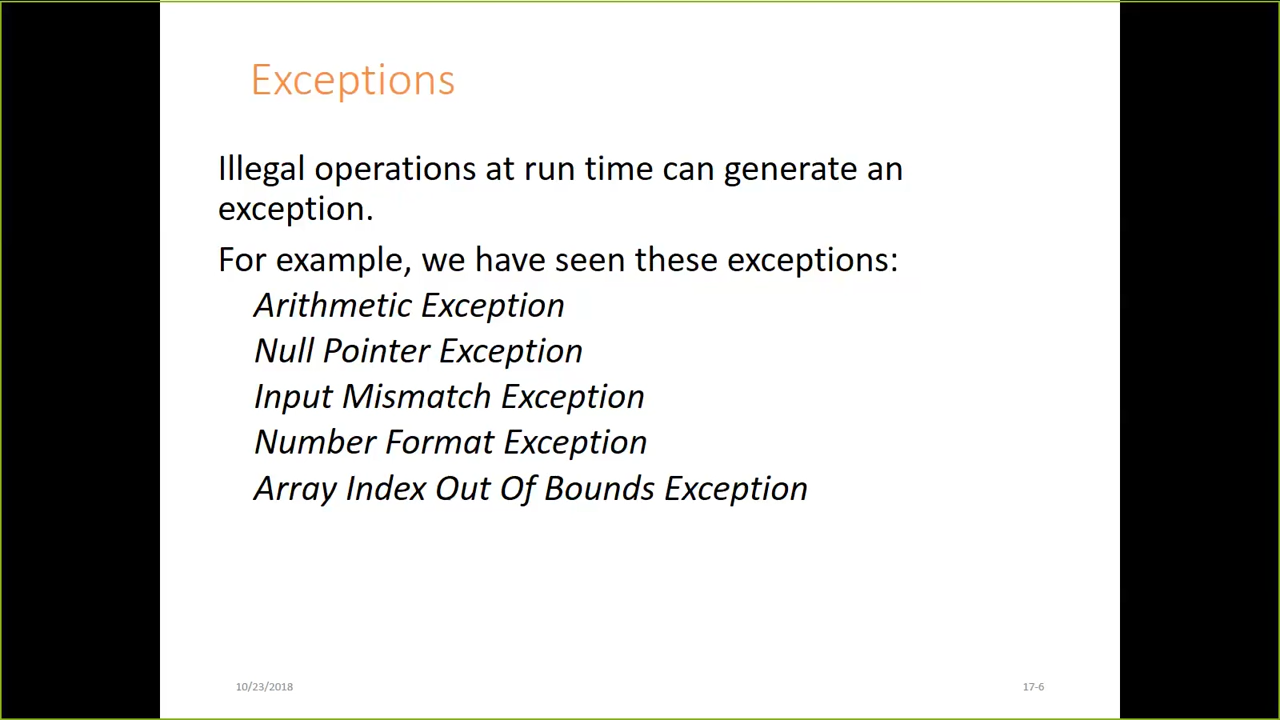 Exceptions
Illegal operations at run time can generate an
exception.
For example, we have seen these exceptions:
Arithmetic Exception
Null Pointer Exception
Input Mismatch Exception
Number Format Exception
Array Index Out Of Bounds Exception
10/23/2018
17-6